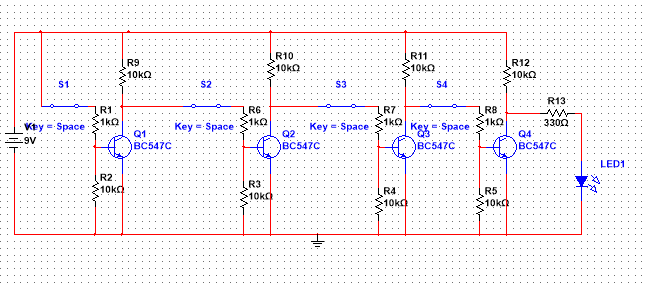 R9
10kΩ
R10
10kΩ
R11
10kΩ
R12
10kΩ
S1
S2
S3
S4
R13
330Ω
R1
1kΩ
R6
1kΩ
R7
1kΩ
R8
1kΩ
Key = Space
Key = Space
Key = Space
Key = Space
V1
9V
Q1
BC547C
Q2
BC547C
Q3
BC547C
Q4
BC547C
LED1
R2
10kΩ
R3
10kΩ
R4
10kΩ
R5
10kΩ